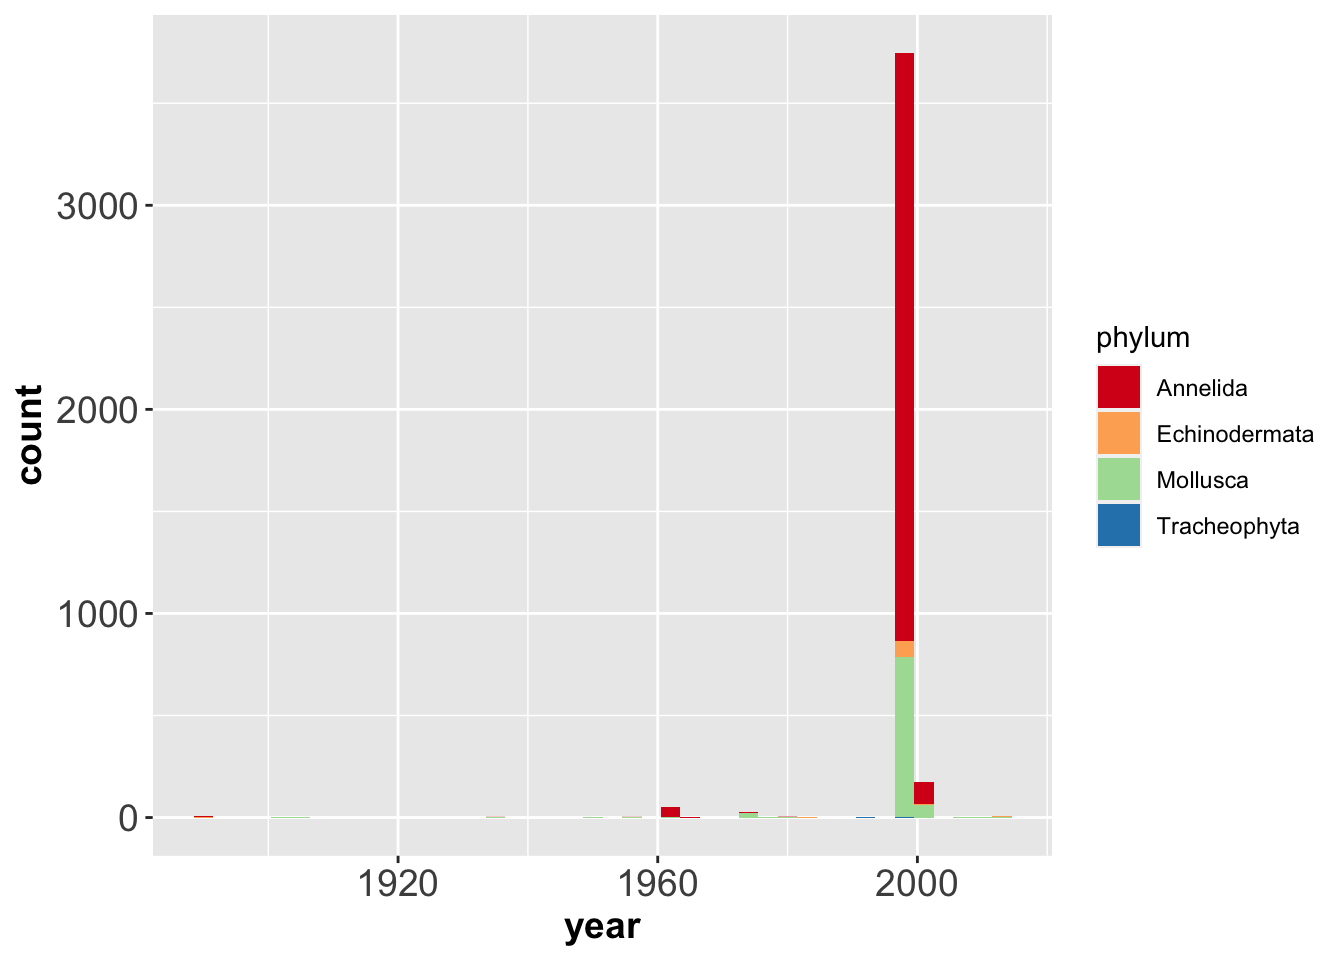 3000
2000
1000
0
count
1920
1960
2000
year
phylum
Annelida
Echinodermata
Mollusca
Tracheophyta